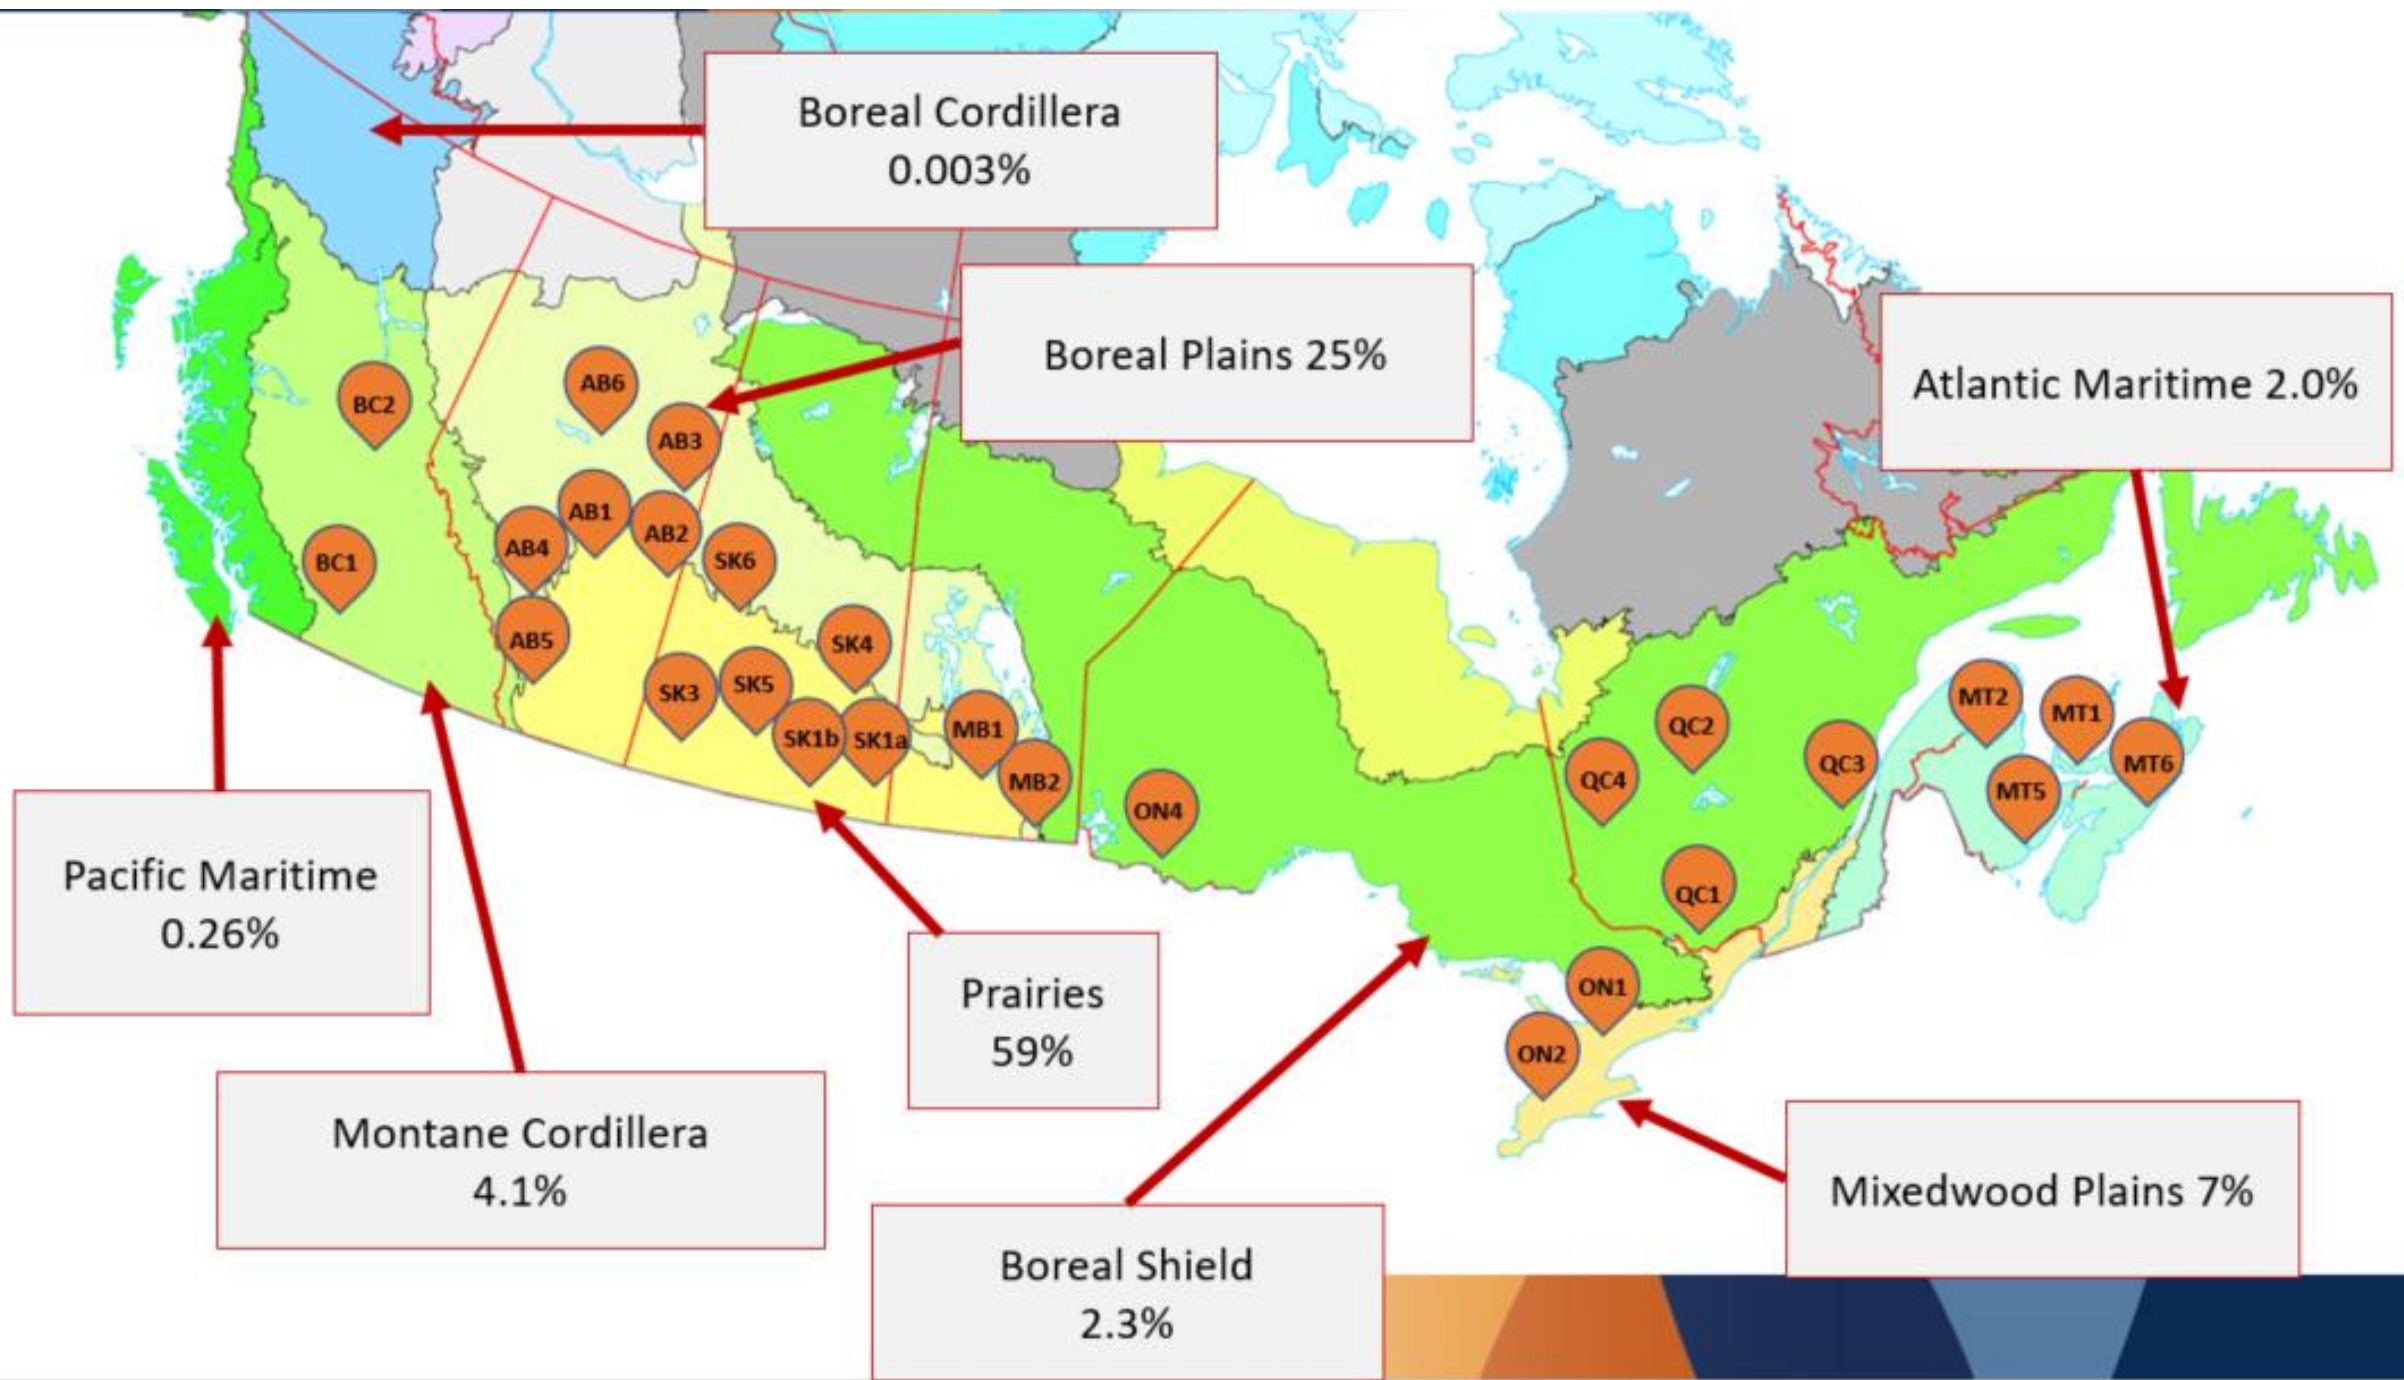 Boreal Cordillera
0.003%
Boreal Plains 25%
Atlantic Maritime 2.0%
BC2
AB6
AB3
AB1
AB2
AB4
BC1
SK6
AB5
SK4
SK3
SK5
SK1b
SK1a
MB1
MB2
ON4
QC2
QC4
QC3
QC1
MT2
MT1
MT6
MT5
ON1
ON2
Pacific Maritime
0.26%
Prairies
59%
Montane Cordillera
4.1%
Mixedwood Plains 7%
Boreal Shield
2.3%